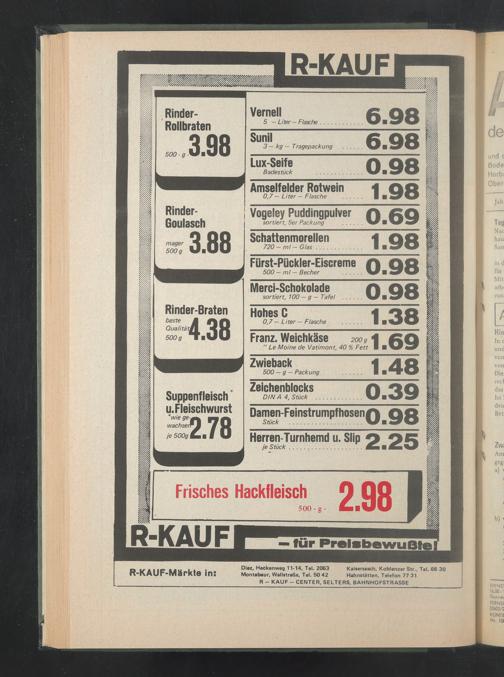 R-KAUF
Rinder-
Rollbraten
500 - g 3.98
Rinder-
Goulasch
mager
500 g 3.88
Rinder-Braten
beste
Qualität
500 g 4.38
Suppenfleisch
u. Fleischwurst
"wie ge-
wachsen"
je 500g 2.78
Vernell 6.98
5 – Liter – Flasche
Sunil 6.98
3 – kg – Tragepackung
Lux-Seife 0.98
Badestück
Amselfelder Rotwein 1.98
0,7 – Liter – Flasche
Vogeley Puddingpulver 0.69
sortiert, 5er Packung
Schattenmorellen 1.98
720 – ml – Glas
Fürst-Pückler-Eiscreme 0.98
500 – ml – Becher
Merci-Schokolade 0.98
sortiert, 100 – g – Tafel
Hohes C 1.38
0,7 – Liter – Flasche
Franz. Weichkäse 200 g 1.69
"Le Moine de Vatimont, 40 % Fett
Zwieback 1.48
500 – g – Packung
Zeichenblocks 0.39
DIN A 4, Stück
Damen-Feinstrumpfhosen 0.98
Stück
Herren-Turnhemd u. Slip 2.25
je Stück
Frisches Hackfleisch 2.98
500 - g -
R-KAUF
– für Preisbewußte!
R-KAUF-Märkte in:
Diez, Hackenweg 11-14, Tel. 2063
Montabaur, Wallstraße, Tel. 50 42
Kaisersesch, Koblenzer Str., Tel. 86 30
Hahnstätten, Telefon 77 31
R – KAUF – CENTER, SELTERS, BAHNHOFSTRASSE